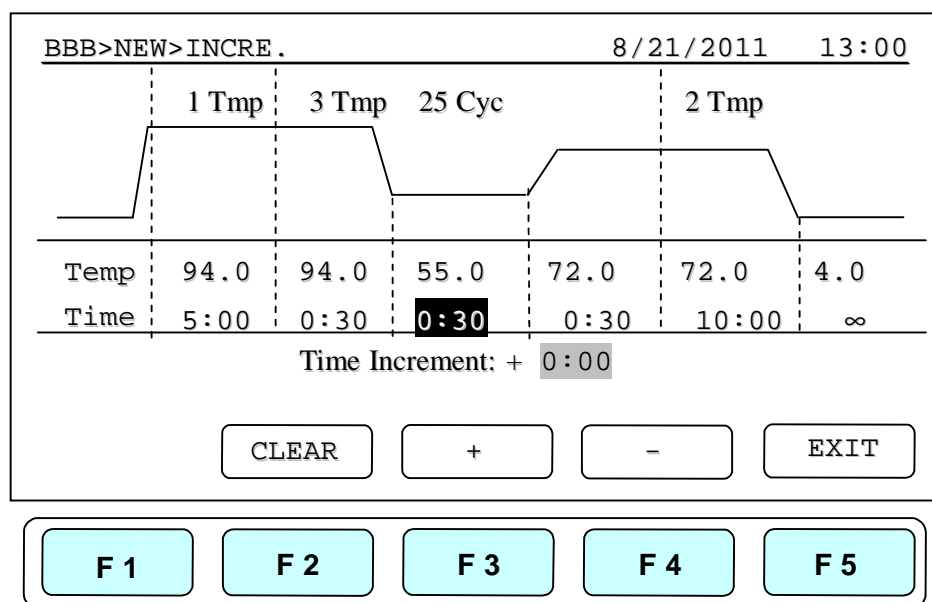 BBB>NEW>INCRE. 8/21/2011 13:00
1 Tmp 3 Tmp 25 Cyc 2 Tmp
Temp 94.0 94.0 55.0 72.0 72.0 4.0
Time 5:00 0:30 0:30 0:30 10:00 ∞
Time Increment: + 0:00
CLEAR + - EXIT
F 1 F 2 F 3 F 4 F 5